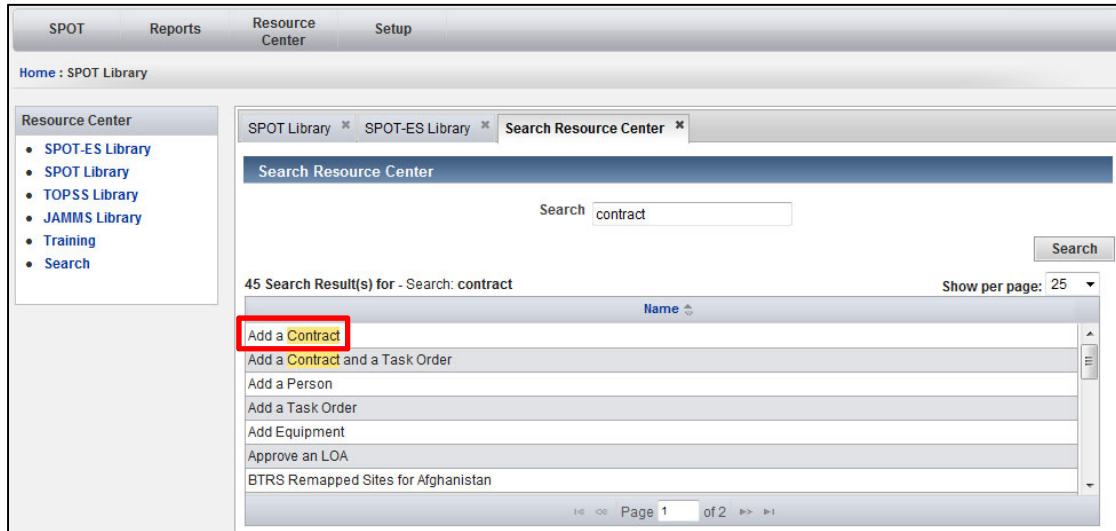 SPOT Reports Resource Center Setup
Home : SPOT Library
Resource Center
SPOT-ES Library
SPOT Library
TOPSS Library
JAMMS Library
Training
Search
SPOT Library SPOT-ES Library Search Resource Center
Search Resource Center
Search contract
Search
45 Search Result(s) for - Search: contract Show per page: 25
Name
Add a Contract
Add a Contract and a Task Order
Add a Person
Add a Task Order
Add Equipment
Approve an LOA
BTRS Remapped Sites for Afghanistan
Page 1 of 2